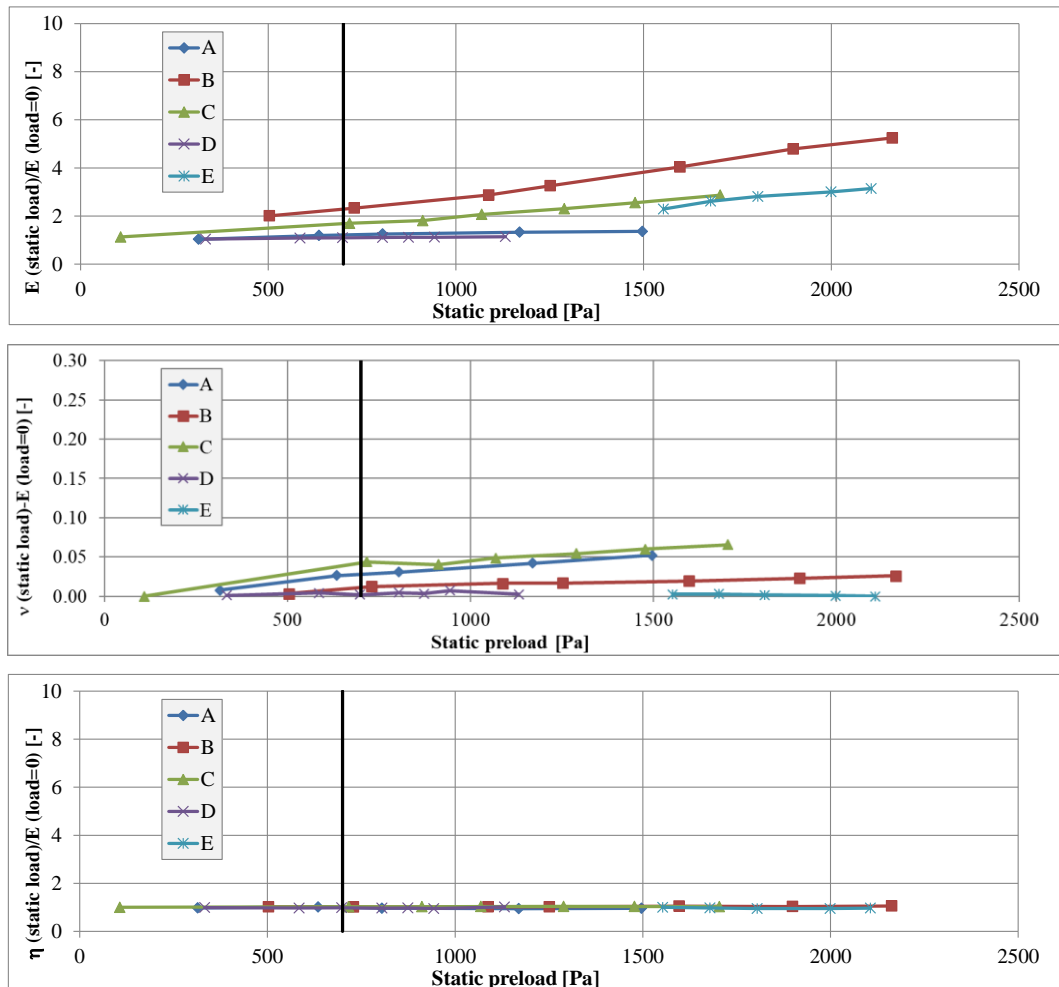 E (static load)/E (load=0) [-]
10
8
6
4
2
0
A
B
C
D
E
0 500 1000 1500 2000 2500
Static preload [Pa]
ν (static load)-E (load=0) [-]
0.30
0.25
0.20
0.15
0.10
0.05
0.00
A
B
C
D
E
0 500 1000 1500 2000 2500
Static preload [Pa]
η (static load)/E (load=0) [-]
10
8
6
4
2
0
A
B
C
D
E
0 500 1000 1500 2000 2500
Static preload [Pa]